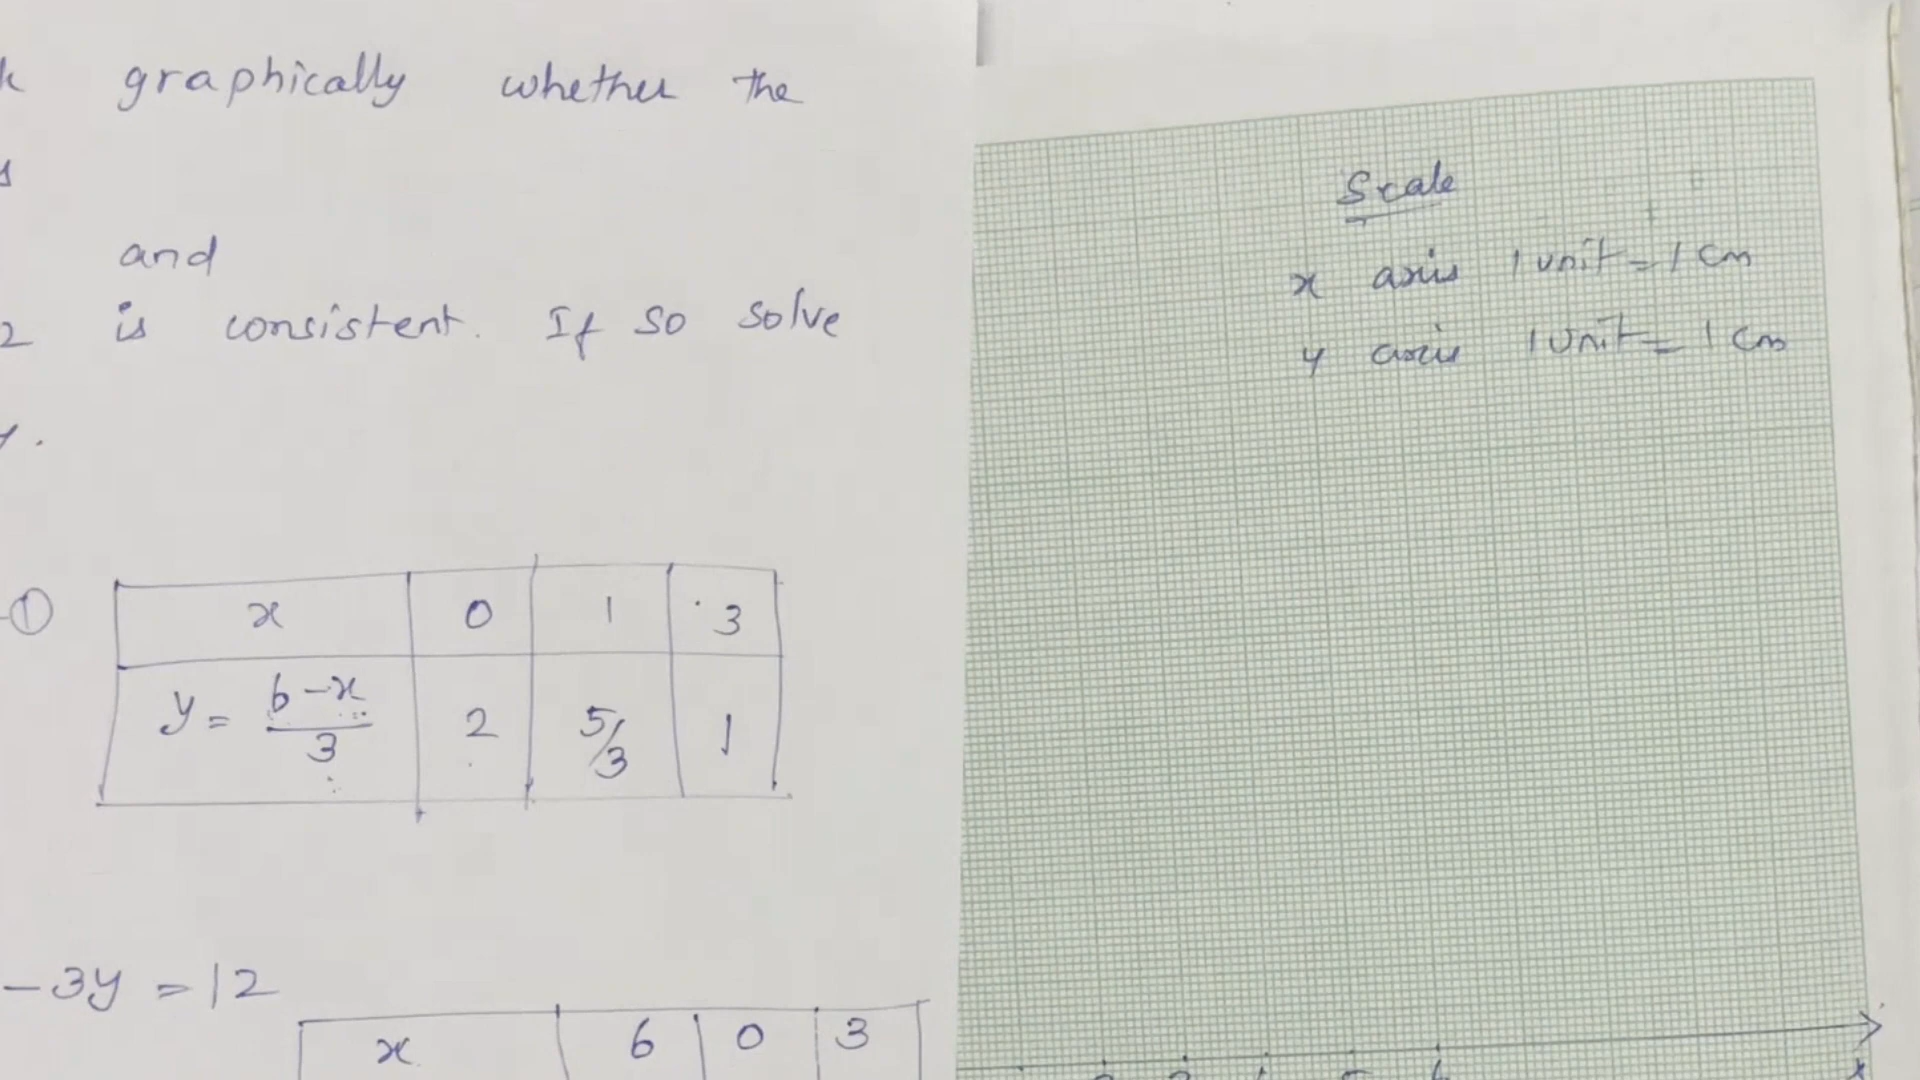 graphically whether the
and
2 is consistent. If so solve
y.
① x 0 1 3
y = 6-x/3 2 5/3 1
-3y = 12
x 6 0 3
Scale
x axis 1 unit = 1 cm
y axis 1 unit = 1 cm
x